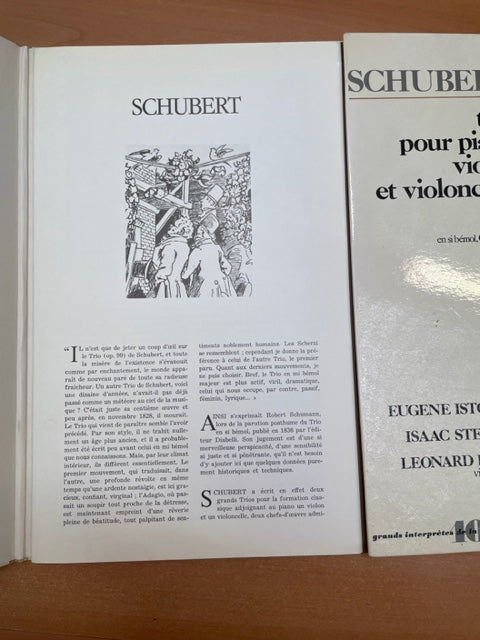 SCHUBERT
“IL n'est que de jeter un coup d'œil sur
le Trio (op. 99) de Schubert, et toute
la misère de l'existence s'évanouit
comme par enchantement, le monde appa-
raît de nouveau paré de toute sa radieuse
fraîcheur. Un autre Trio de Schubert, voici
une dizaine d'années, n'avait-il pas déjà
passé comme un météore au ciel de la musi-
que ? C'était juste sa centième œuvre et
peu après, en novembre 1828, il mourait.
Le Trio qui vient de paraître semble l'avoir
précédé. Par son style, il ne traduit nulle-
ment un âge plus ancien, et il a probable-
ment été écrit peu avant celui en mi bémol
que nous connaissons. Mais, par leur climat
intérieur, ils diffèrent essentiellement. Le
premier mouvement, qui traduisait, dans
l'autre, une profonde révolte en même
temps qu'une ardente nostalgie, est ici gra-
cieux, confiant, virginal ; l'Adagio, où pas-
sait un soupir tout proche de la détresse,
est maintenant empreint d'une rêverie
pleine de béatitude, tout palpitant de sen-
timents noblement humains. Les Scherzi
se ressemblent ; cependant je donne la pré-
férence à celui de l'autre Trio, le premier
paru. Quant aux derniers mouvements, je
ne puis choisir. Bref, le Trio en mi bémol
majeur est plus actif, viril, dramatique,
celui qui nous occupe, par contre, passif,
féminin, lyrique... »
AINSI s'exprimait Robert Schumann,
lors de la parution posthume du Trio
en si bémol, publié en 1836 par l'édi-
teur Diabelli. Son jugement est d'une si
merveilleuse perspicacité, d'une sensibilité
si juste et si pénétrante, qu'il n'est besoin
d'y ajouter ici que quelques données pure-
ment historiques et techniques.
SCHUBERT a écrit en effet deux
grands Trios pour la formation clas-
sique adjoignant au piano un violon
et un violoncelle, deux chefs-d'œuvre admi-
SCHUBE
t
pour pia
vio
et violonc
en si bémol,
EUGENE ISTO
ISAAC STE
LEONARD
grands interprètes de la